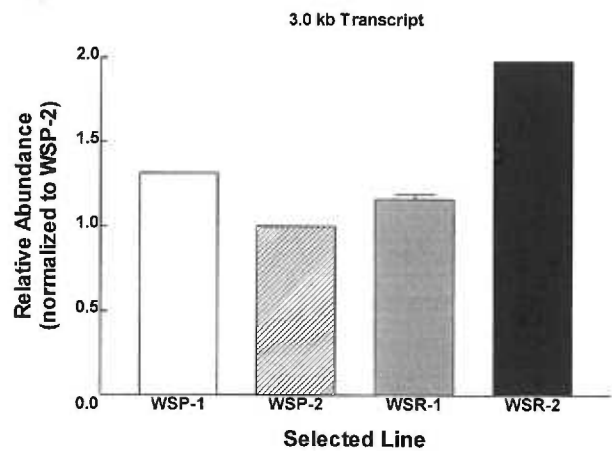 3.0 kb Transcript
Relative Abundance
(normalized to WSP-2)
2.0
1.5
1.0
0.5
0.0
WSP-1 WSP-2 WSR-1 WSR-2
Selected Line